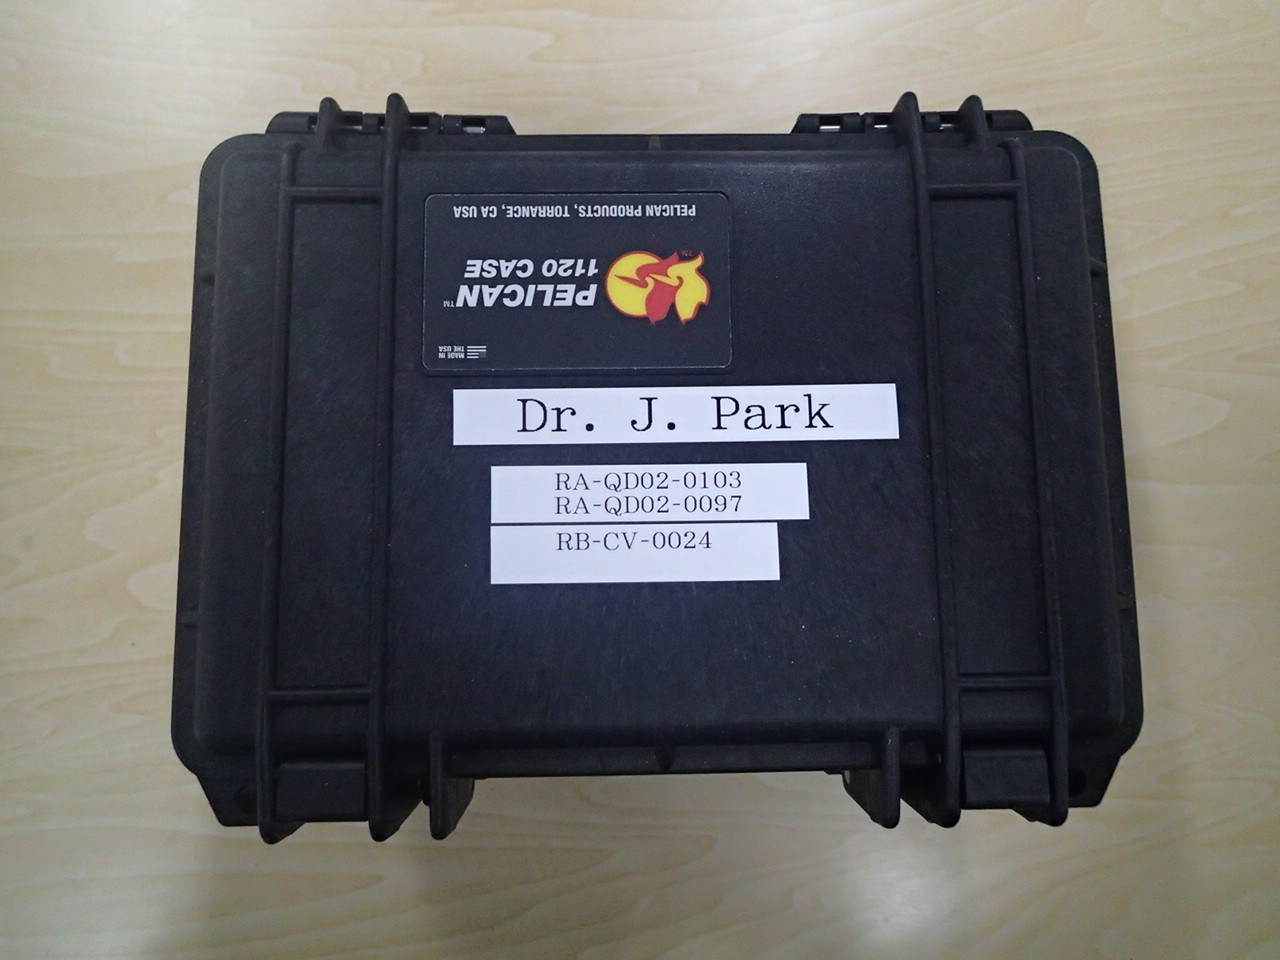 PELICAN PRODUCTS, TORRANCE, CA USA
PELICAN™
1120 CASE
TM
MADE IN
THE USA
Dr. J. Park
RA-QD02-0103
RA-QD02-0097
RB-CV-0024